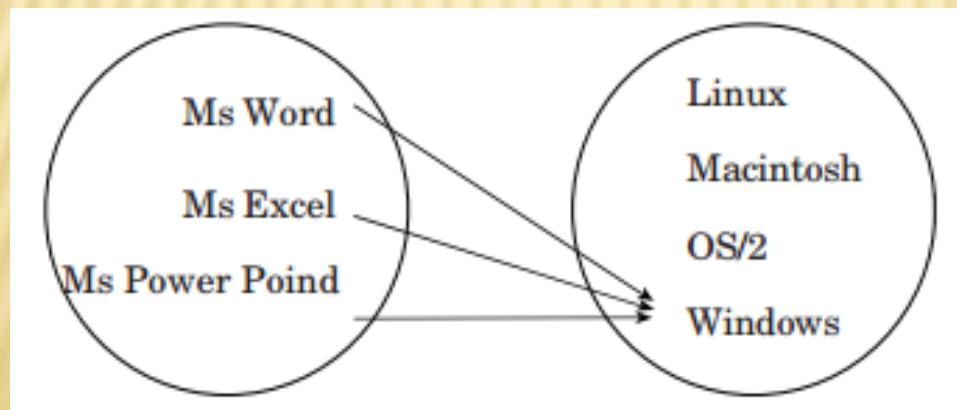 Ms Word
Ms Excel
Ms Power Poind
Linux
Macintosh
OS/2
Windows